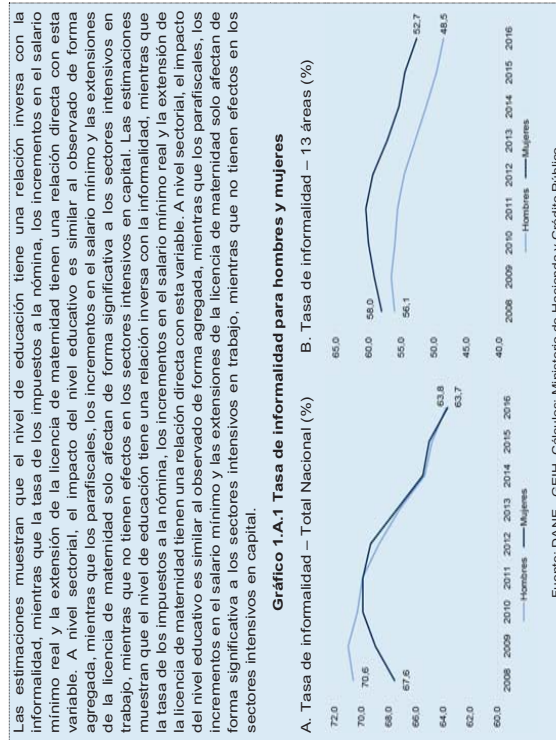 Las estimaciones muestran que el nivel de educación tiene una relación inversa con la
informalidad, mientras que la tasa de los impuestos a la nómina, los incrementos en el salario
mínimo real y la extensión de la licencia de maternidad tienen una relación directa con esta
variable. A nivel sectorial, el impacto del nivel educativo es similar al observado de forma
agregada, mientras que los parafiscales, los incrementos en el salario mínimo y las extensiones
de la licencia de maternidad solo afectan de forma significativa a los sectores intensivos en
trabajo, mientras que no tienen efectos en los sectores intensivos en capital. Las estimaciones
muestran que el nivel de educación tiene una relación inversa con la informalidad, mientras que
la tasa de los impuestos a la nómina, los incrementos en el salario mínimo real y la extensión de
la licencia de maternidad tienen una relación directa con esta variable. A nivel sectorial, el impacto
del nivel educativo es similar al observado de forma agregada, mientras que los parafiscales, los
incrementos en el salario mínimo y las extensiones de la licencia de maternidad solo afectan de
forma significativa a los sectores intensivos en trabajo, mientras que no tienen efectos en los
sectores intensivos en capital.
Gráfico 1.A.1 Tasa de informalidad para hombres y mujeres
A. Tasa de informalidad – Total Nacional (%)
72,0
70,0
68,0
66,0
64,0
62,0
60,0
70,6
67,6
63,8
63,7
2008 2009 2010 2011 2012 2013 2014 2015 2016
Hombres Mujeres
B. Tasa de informalidad – 13 áreas (%)
65,0
60,0
55,0
50,0
45,0
40,0
58,0
56,1
52,7
48,5
2008 2009 2010 2011 2012 2013 2014 2015 2016
Hombres Mujeres
Fuente: DANE – GEIH. Cálculos Ministerio de Hacienda y Crédito Público